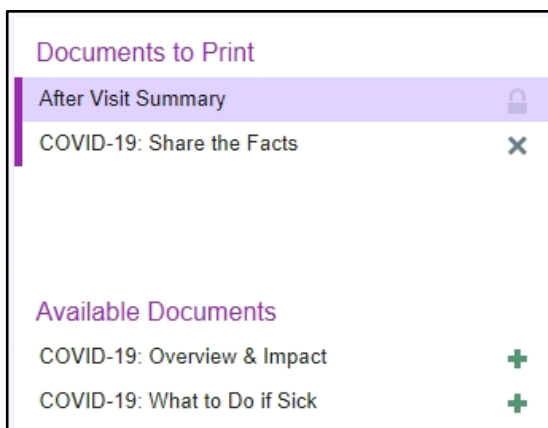 Documents to Print
After Visit Summary
COVID-19: Share the Facts
Available Documents
COVID-19: Overview & Impact
COVID-19: What to Do if Sick